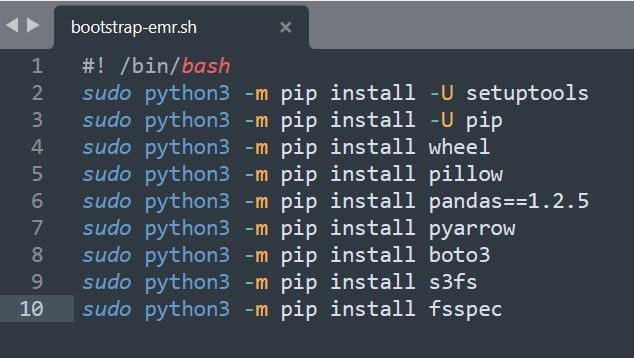 bootstrap-emr.sh ×
1 #! /bin/bash
2 sudo python3 -m pip install -U setuptools
3 sudo python3 -m pip install -U pip
4 sudo python3 -m pip install wheel
5 sudo python3 -m pip install pillow
6 sudo python3 -m pip install pandas==1.2.5
7 sudo python3 -m pip install pyarrow
8 sudo python3 -m pip install boto3
9 sudo python3 -m pip install s3fs
10 sudo python3 -m pip install fsspec